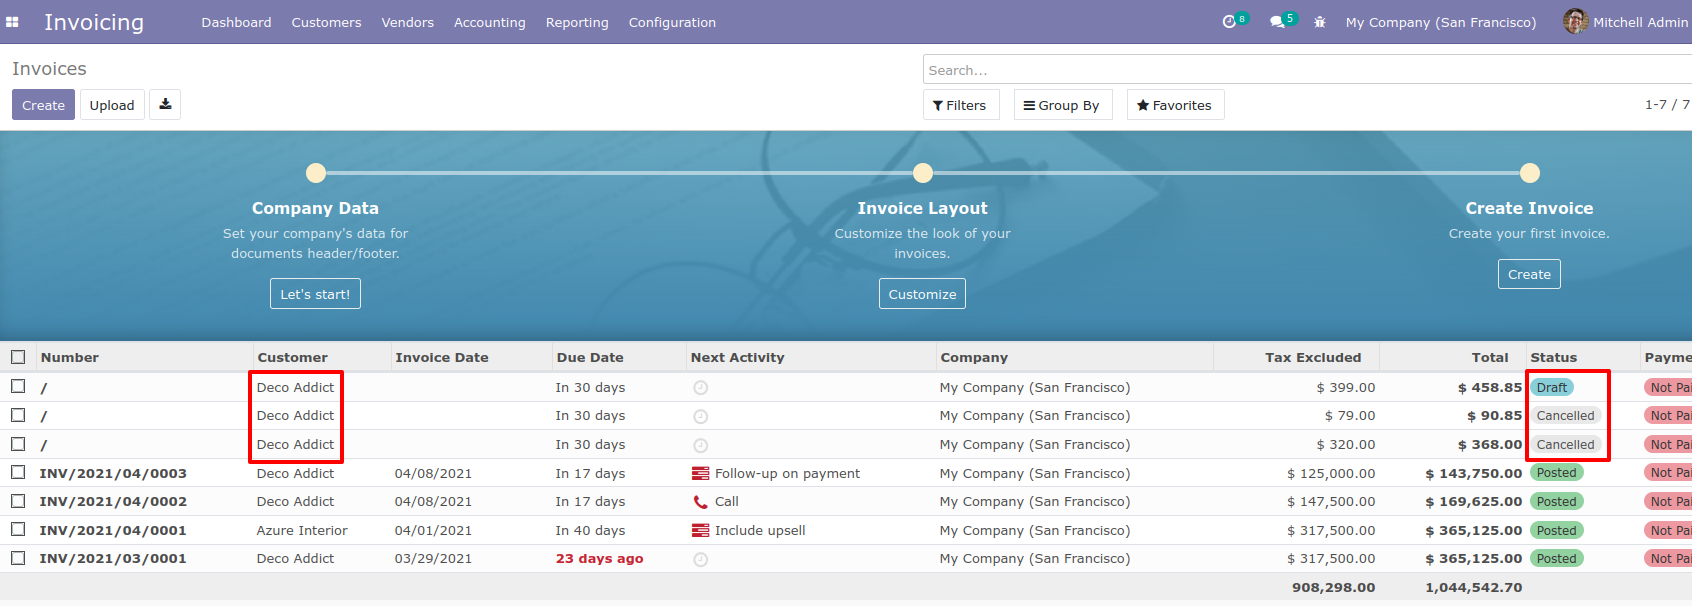 Invoicing Dashboard Customers Vendors Accounting Reporting Configuration 8 5 My Company (San Francisco) Mitchell Admin
Invoices Search...
Create Upload Filters Group By Favorites 1-7 / 7
Company Data Invoice Layout Create Invoice
Set your company's data for Customize the look of your Create your first invoice.
documents header/footer. invoices.
Let's start! Customize Create
Number Customer Invoice Date Due Date Next Activity Company Tax Excluded Total Status Payme
/ Deco Addict In 30 days My Company (San Francisco) $ 399.00 $ 458.85 Draft Not Pai
/ Deco Addict In 30 days My Company (San Francisco) $ 79.00 $ 90.85 Cancelled Not Pai
/ Deco Addict In 30 days My Company (San Francisco) $ 320.00 $ 368.00 Cancelled Not Pai
INV/2021/04/0003 Deco Addict 04/08/2021 In 17 days Follow-up on payment My Company (San Francisco) $ 125,000.00 $ 143,750.00 Posted Not Pai
INV/2021/04/0002 Deco Addict 04/08/2021 In 17 days Call My Company (San Francisco) $ 147,500.00 $ 169,625.00 Posted Not Pai
INV/2021/04/0001 Azure Interior 04/01/2021 In 40 days Include upsell My Company (San Francisco) $ 317,500.00 $ 365,125.00 Posted Not Pai
INV/2021/03/0001 Deco Addict 03/29/2021 23 days ago My Company (San Francisco) $ 317,500.00 $ 365,125.00 Posted Not Pai
908,298.00 1,044,542.70